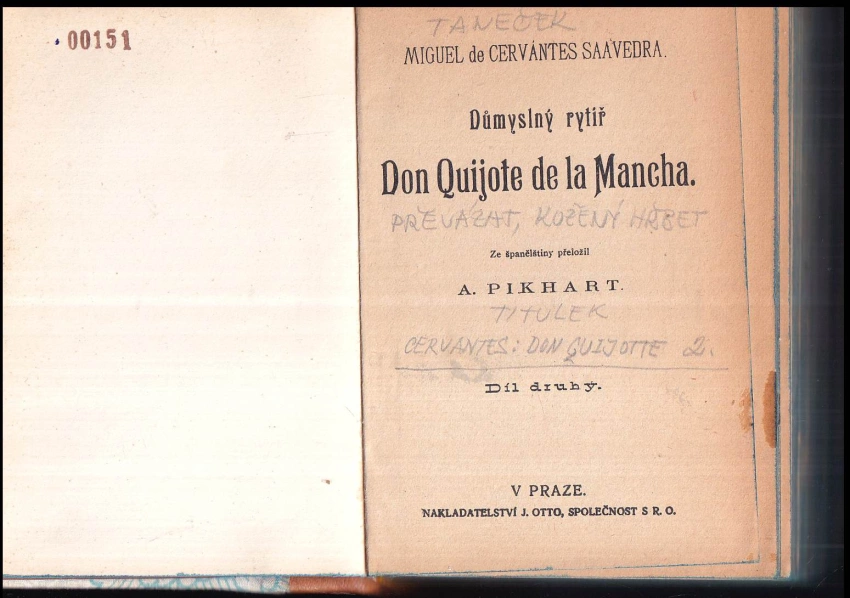 00151
TANEČEK
MIGUEL de CERVÁNTES SAAVEDRA.
Důmyslný rytíř
Don Quijote de la Mancha.
PŘEVÁZAT, KOŽENÝ HŘBET
Ze španělštiny přeložil
A. PIKHART.
TITULEK
CERVANTES: DON QUIJOTTE 2.
Díl druhý.
V PRAZE.
NAKLADATELSTVÍ J. OTTO, SPOLEČNOST S R. O.